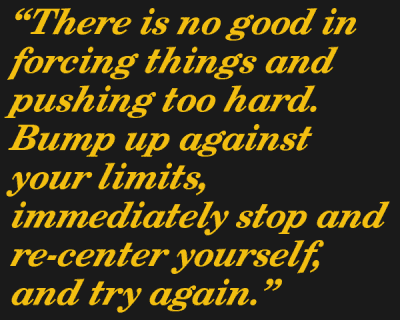 “There is no good in
forcing things and
pushing too hard.
Bump up against
your limits,
immediately stop and
re-center yourself,
and try again.”